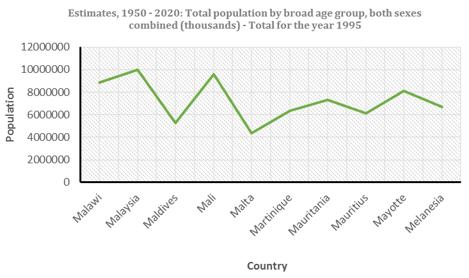 Estimates, 1950 - 2020: Total population by broad age group, both sexes
combined (thousands) - Total for the year 1995
12000000
10000000
8000000
6000000
4000000
2000000
0
Population
Malawi
Malaysia
Maldives
Mali
Malta
Martinique
Mauritania
Mauritius
Mayotte
Melanesia
Country